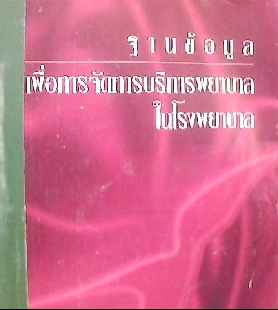 ฐานข้อมูล
เพื่อการจัดการบริการพยาบาล
ในโรงพยาบาล